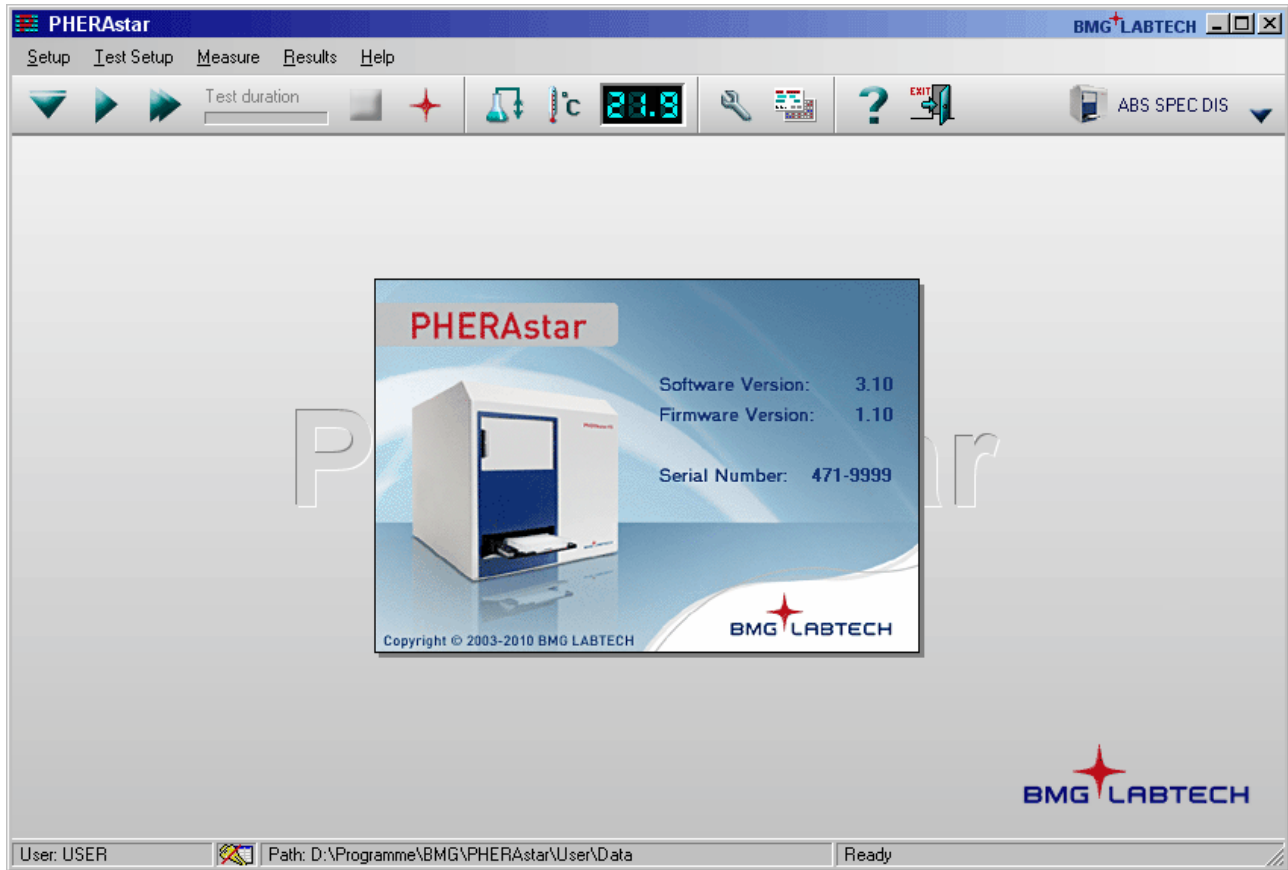 PHERAstar
BMG LABTECH
Setup Test Setup Measure Results Help
Test duration
°C
21.9
?
EXIT
ABS SPEC DIS
PHERAstar
Software Version: 3.10
Firmware Version: 1.10
Serial Number: 471-9999
P
ar
BMG LABTECH
Copyright © 2003-2010 BMG LABTECH
BMG LABTECH
User: USER
Path: D:\Programme\BMG\PHERAstar\User\Data
Ready